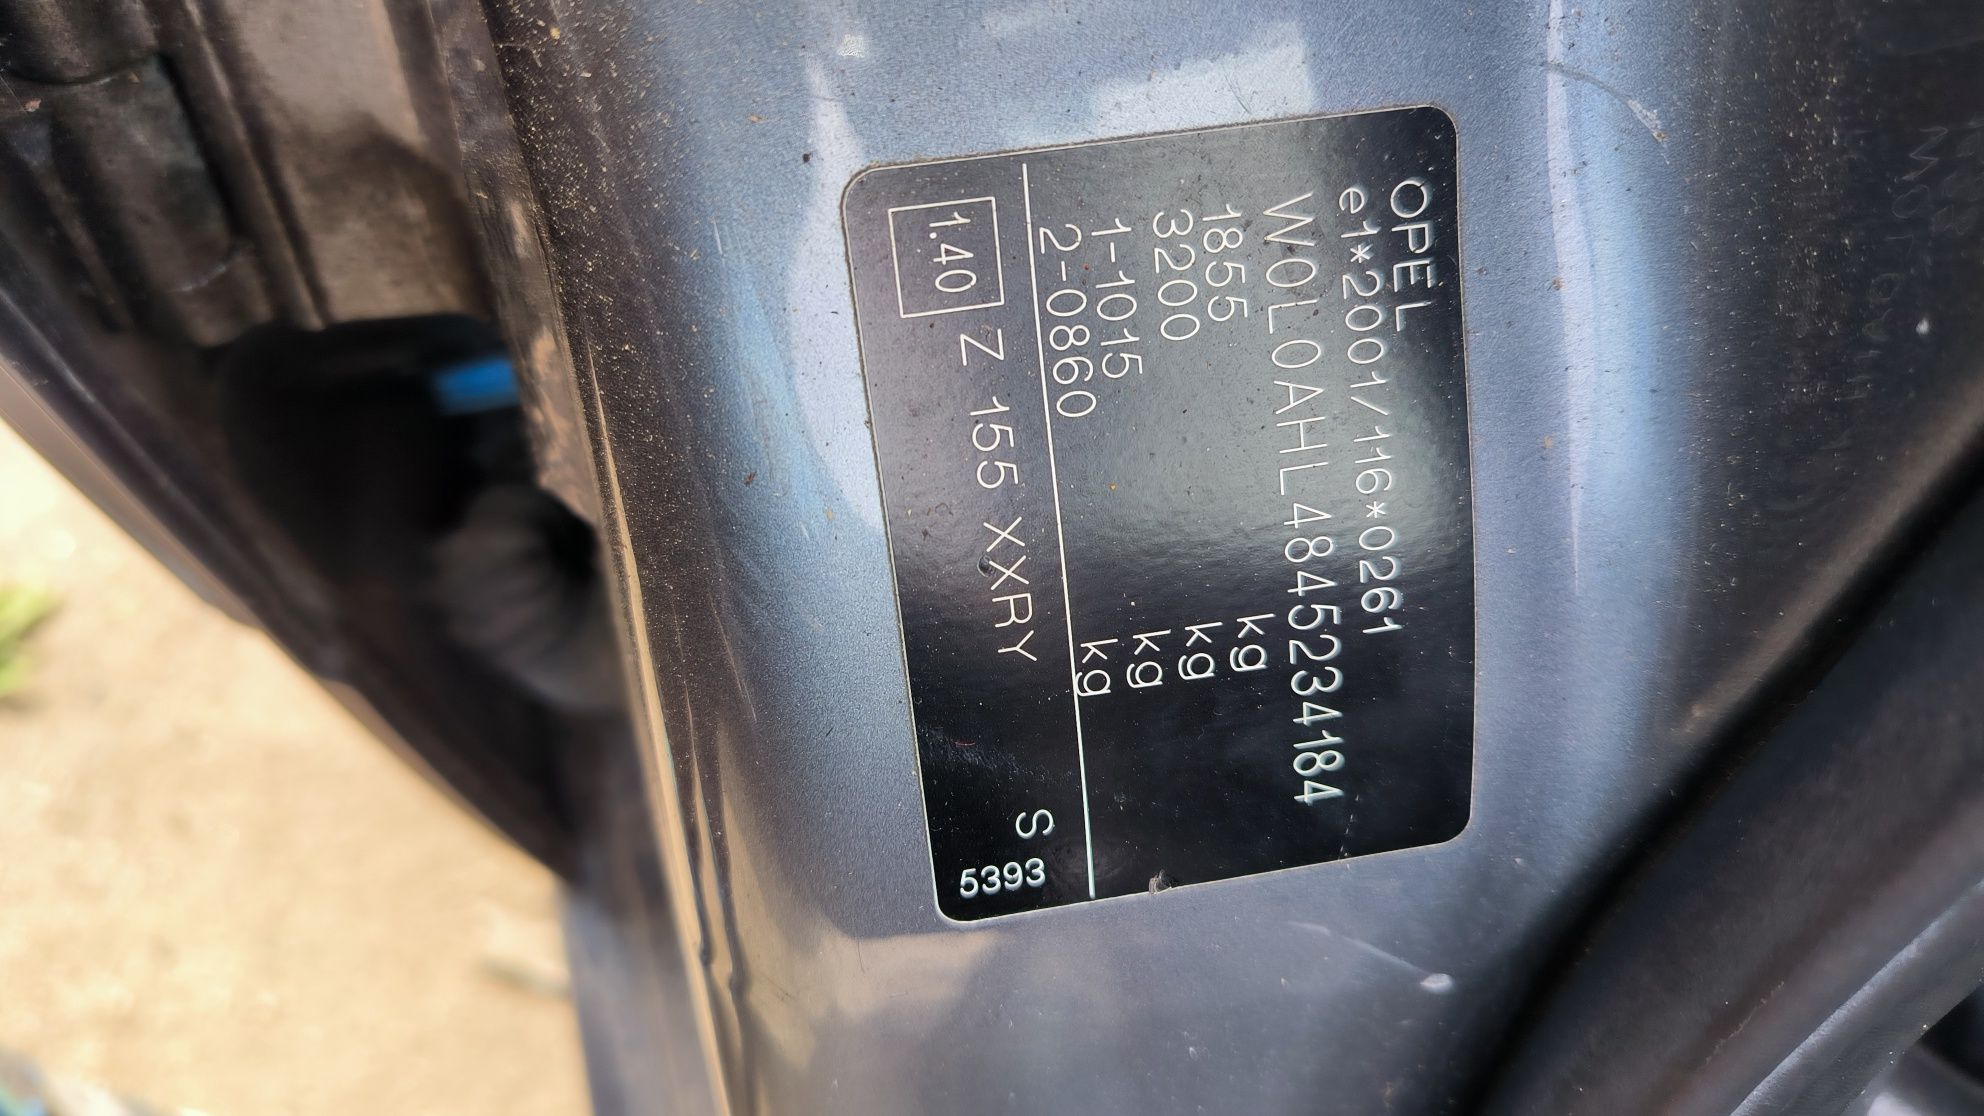 OPEL
e1*2001/116*0261
W0L0AHL4845234184
1855 kg
3200 kg
1-1015 kg
2-0860 kg
1.40 Z 155 XXRY S
5393